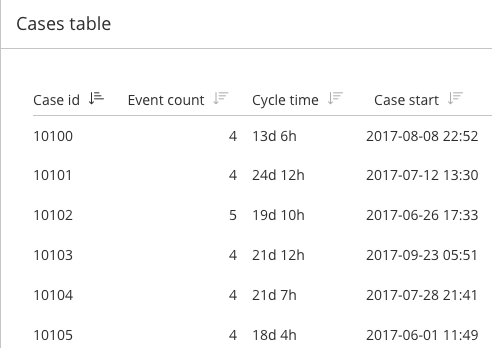 Cases table
Case id Event count Cycle time Case start
10100 4 13d 6h 2017-08-08 22:52
10101 4 24d 12h 2017-07-12 13:30
10102 5 19d 10h 2017-06-26 17:33
10103 4 21d 12h 2017-09-23 05:51
10104 4 21d 7h 2017-07-28 21:41
10105 4 18d 4h 2017-06-01 11:49